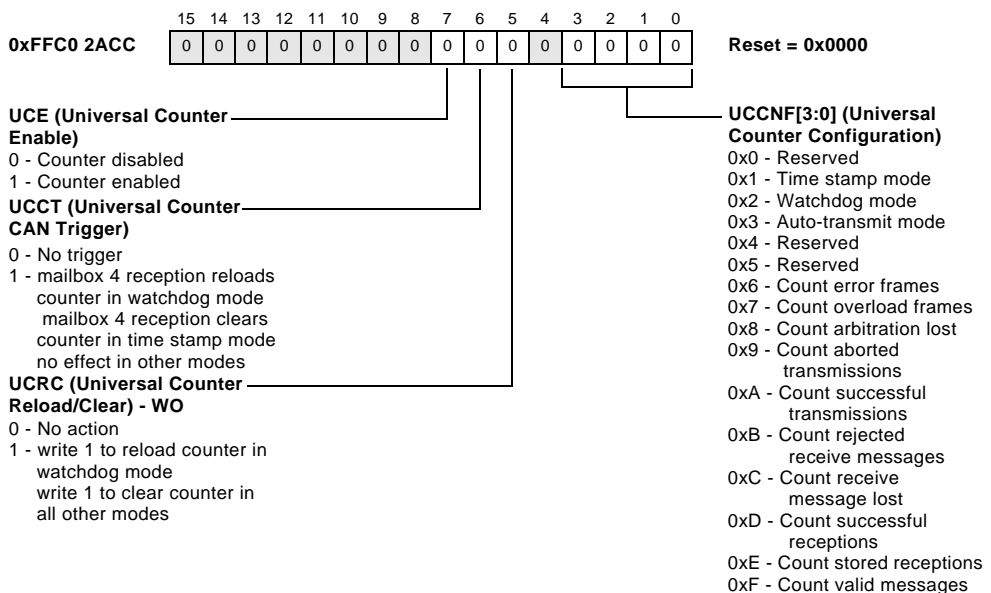 15 14 13 12 11 10 9 8 7 6 5 4 3 2 1 0
0xFFC0 2ACC 0 0 0 0 0 0 0 0 0 0 0 0 0 0 0 0 Reset = 0x0000
UCE (Universal Counter
Enable)
0 - Counter disabled
1 - Counter enabled
UCCT (Universal Counter
CAN Trigger)
0 - No trigger
1 - mailbox 4 reception reloads
counter in watchdog mode
mailbox 4 reception clears
counter in time stamp mode
no effect in other modes
UCRC (Universal Counter
Reload/Clear) - WO
0 - No action
1 - write 1 to reload counter in
watchdog mode
write 1 to clear counter in
all other modes
UCCNF[3:0] (Universal
Counter Configuration)
0x0 - Reserved
0x1 - Time stamp mode
0x2 - Watchdog mode
0x3 - Auto-transmit mode
0x4 - Reserved
0x5 - Reserved
0x6 - Count error frames
0x7 - Count overload frames
0x8 - Count arbitration lost
0x9 - Count aborted
transmissions
0xA - Count successful
transmissions
0xB - Count rejected
receive messages
0xC - Count receive
message lost
0xD - Count successful
receptions
0xE - Count stored receptions
0xF - Count valid messages